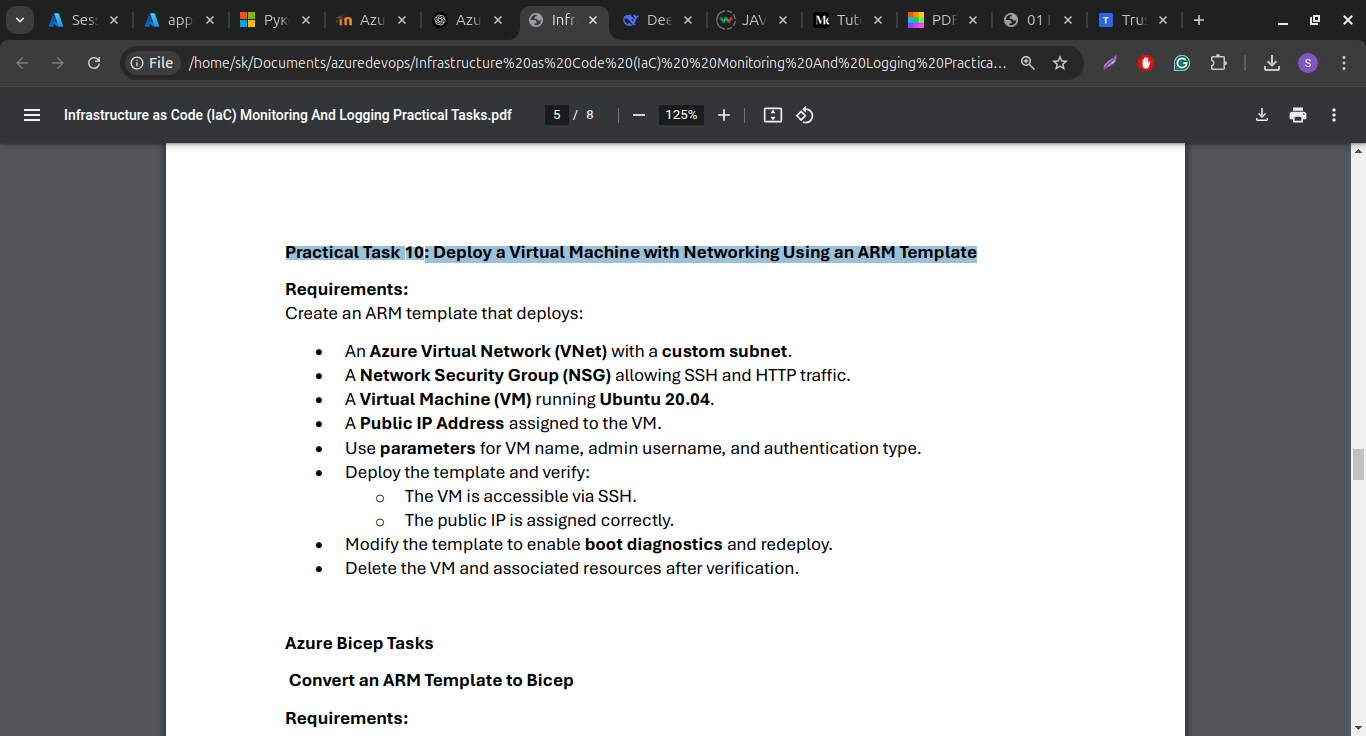 Ses
app
Рук
Azu
Azu
Infr
Dee
JAV
Tut
PDF
01
Tru
File
/home/sk/Documents/azuredevops/Infrastructure%20as%20Code%20(IaC)%20%20Monitoring%20And%20Logging%20Practica...
S
Infrastructure as Code (IaC) Monitoring And Logging Practical Tasks.pdf
5 / 8
125%
Practical Task 10: Deploy a Virtual Machine with Networking Using an ARM Template
Requirements:
Create an ARM template that deploys:
• An Azure Virtual Network (VNet) with a custom subnet.
• A Network Security Group (NSG) allowing SSH and HTTP traffic.
• A Virtual Machine (VM) running Ubuntu 20.04.
• A Public IP Address assigned to the VM.
• Use parameters for VM name, admin username, and authentication type.
• Deploy the template and verify:
o The VM is accessible via SSH.
o The public IP is assigned correctly.
• Modify the template to enable boot diagnostics and redeploy.
• Delete the VM and associated resources after verification.
Azure Bicep Tasks
Convert an ARM Template to Bicep
Requirements: